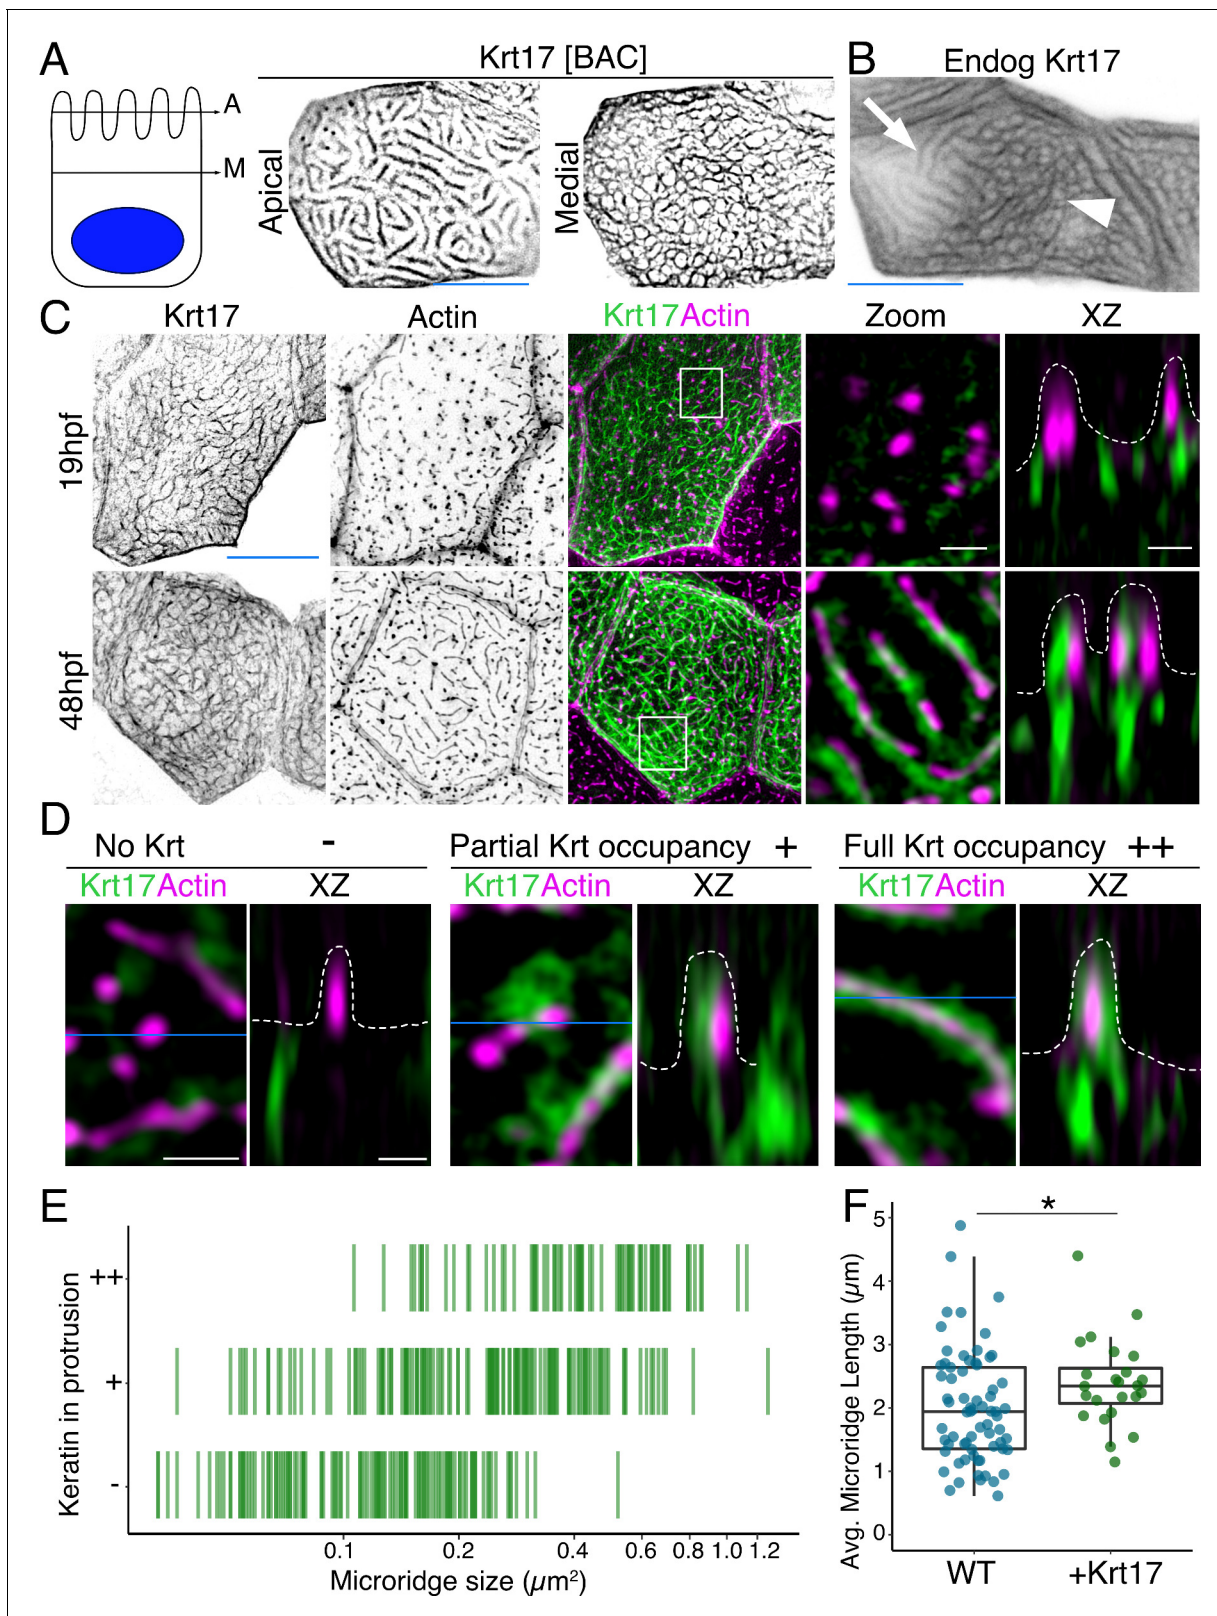 A
Krt17 [BAC]
A
M
Apical
Medial
B
Endog Krt17
C
Krt17
Actin
Krt17Actin
Zoom
XZ
19hpf
48hpf
D
No Krt
-
Partial Krt occupancy
+
Full Krt occupancy
++
Krt17Actin
XZ
Krt17Actin
XZ
Krt17Actin
XZ
E
Keratin in protrusion
++
+
-
0.1 0.2 0.4 0.6 0.8 1.0 1.2
Microridge size (µm²)
F
*
Avg. Microridge Length (µm)
5
4
3
2
1
0
WT
+Krt17